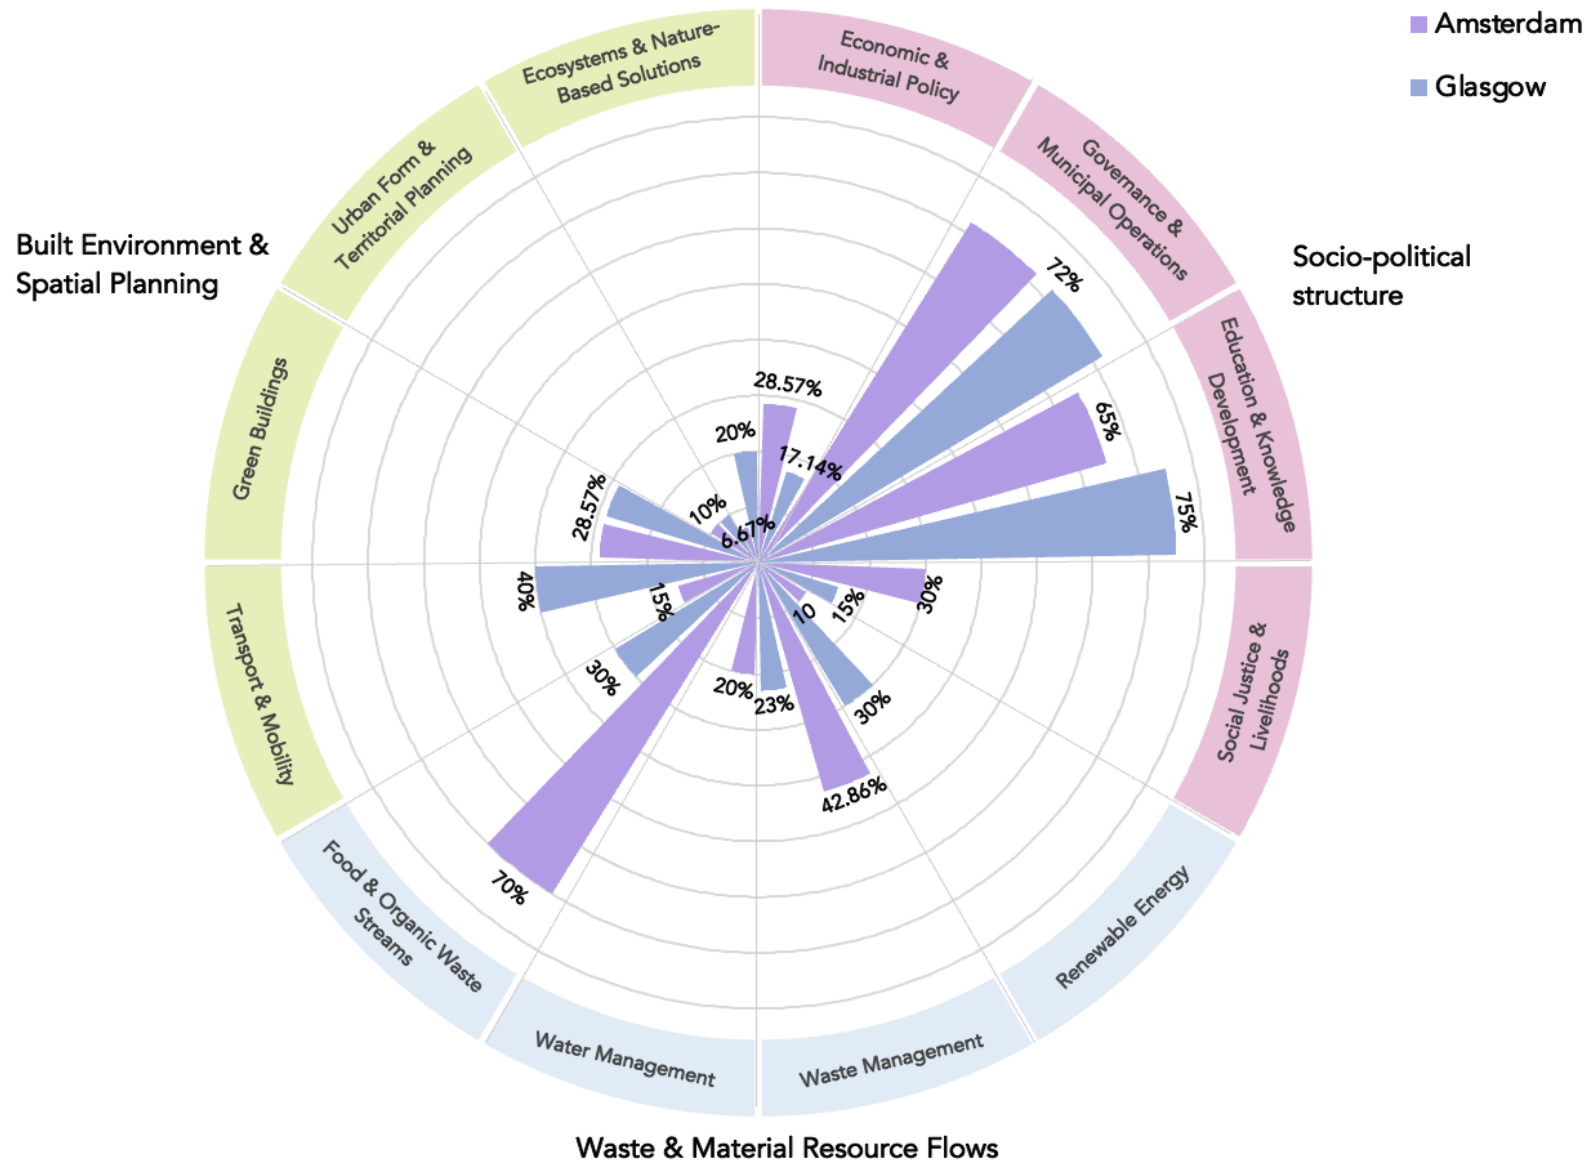 Amsterdam
Glasgow
Ecosystems & Nature-
Based Solutions
Economic &
Industrial Policy
Urban Form &
Territorial Planning
Governance &
Municipal Operations
Built Environment &
Spatial Planning
Socio-political
structure
Green Buildings
Education & Knowledge
Development
72%
28.57%
65%
20%
17.14%
28.57%
10%
6.67%
75%
40%
15%
10
15%
30%
Transport & Mobility
Social Justice &
Livelihoods
30%
20%
23%
30%
42.86%
70%
Food & Organic Waste
Streams
Renewable Energy
Water Management
Waste Management
Waste & Material Resource Flows